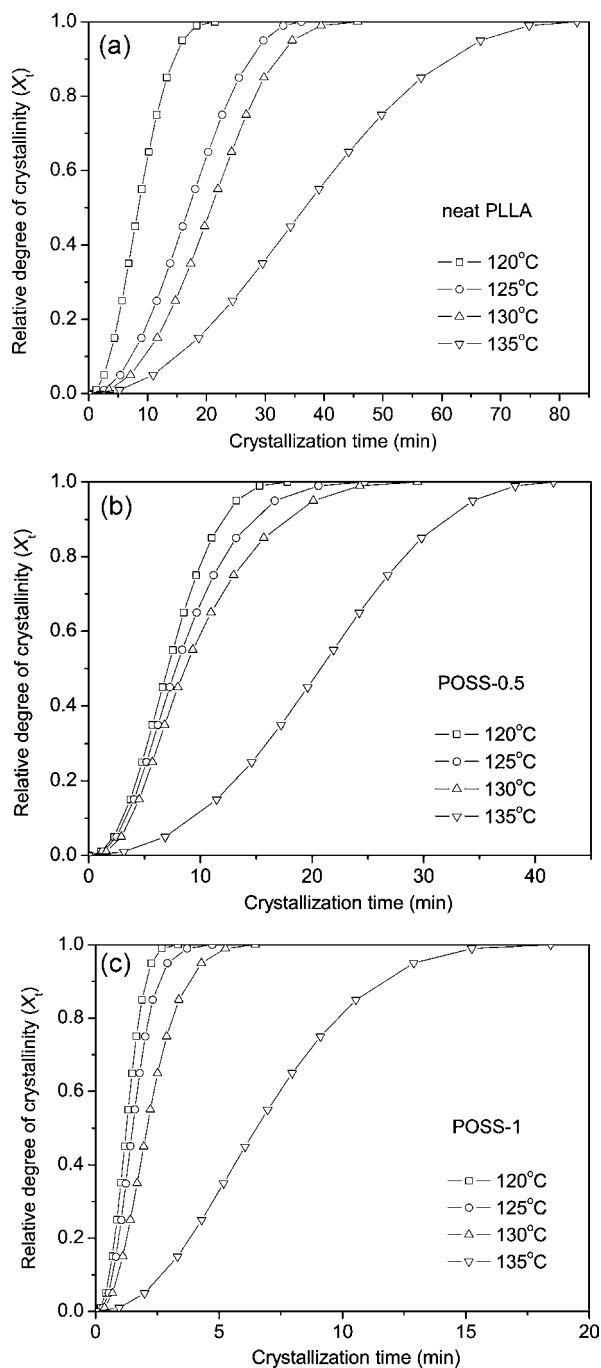 (a)
1.0
0.8
0.6
0.4
0.2
0.0
Relative degree of crystallinity (Xt)
neat PLLA
120°C
125°C
130°C
135°C
0 10 20 30 40 50 60 70 80
Crystallization time (min)
(b)
1.0
0.8
0.6
0.4
0.2
0.0
Relative degree of crystallinity (Xt)
POSS-0.5
120°C
125°C
130°C
135°C
0 10 20 30 40
Crystallization time (min)
(c)
1.0
0.8
0.6
0.4
0.2
0.0
Relative degree of crystallinity (Xt)
POSS-1
120°C
125°C
130°C
135°C
0 5 10 15 20
Crystallization time (min)